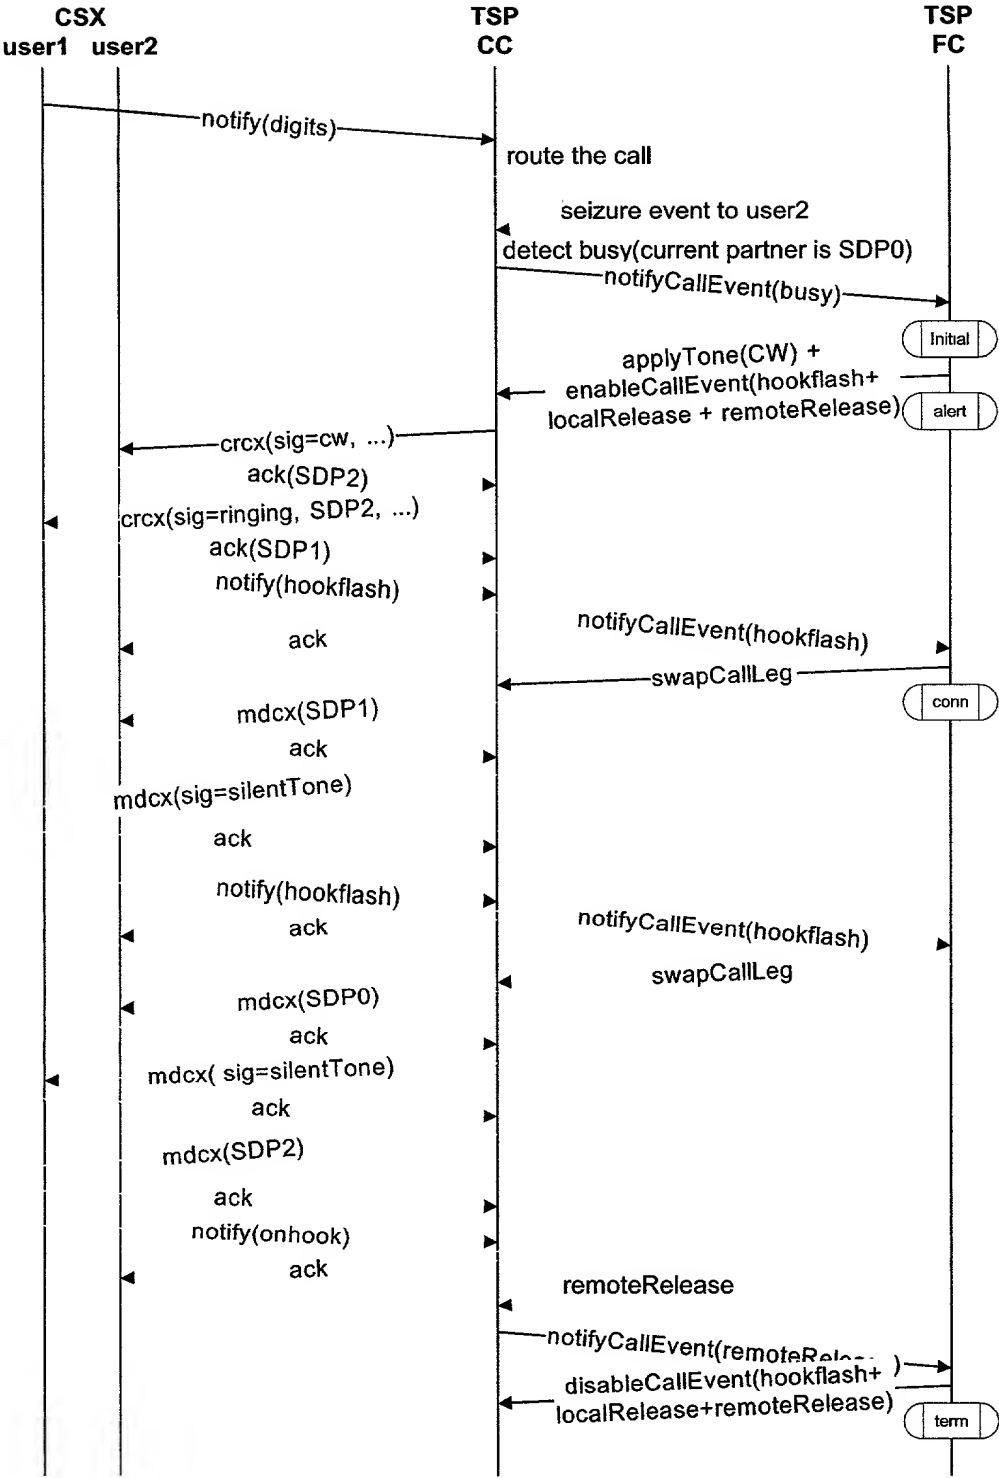 CSX
user1 user2
TSP
CC
TSP
FC
notify(digits)
route the call
seizure event to user2
detect busy(current partner is SDP0)
notifyCallEvent(busy)
Initial
applyTone(CW) +
enableCallEvent(hookflash+
localRelease + remoteRelease)
alert
crcx(sig=cw, ...)
ack(SDP2)
crcx(sig=ringing, SDP2, ...)
ack(SDP1)
notify(hookflash)
notifyCallEvent(hookflash)
ack
swapCallLeg
conn
mdcx(SDP1)
ack
mdcx(sig=silentTone)
ack
notify(hookflash)
ack
notifyCallEvent(hookflash)
swapCallLeg
mdcx(SDP0)
ack
mdcx( sig=silentTone)
ack
mdcx(SDP2)
ack
notify(onhook)
ack
remoteRelease
notifyCallEvent(remoteRelease)
disableCallEvent(hookflash+
localRelease+remoteRelease)
term